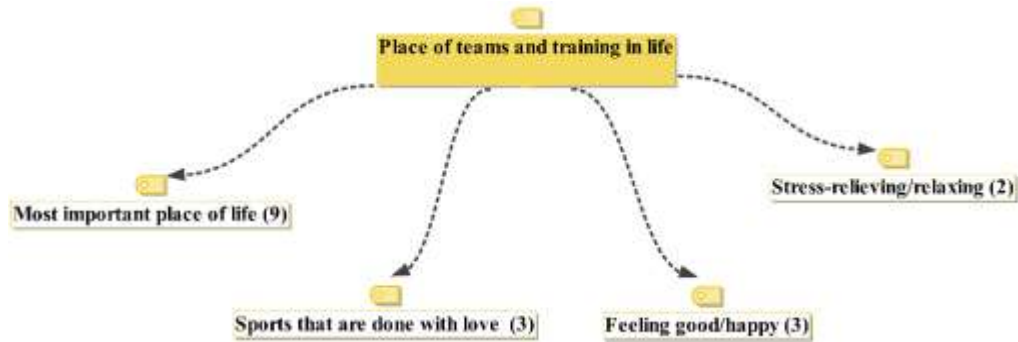 Place of teams and training in life
Most important place of life (9)
Stress-relieving/relaxing (2)
Sports that are done with love (3)
Feeling good/happy (3)